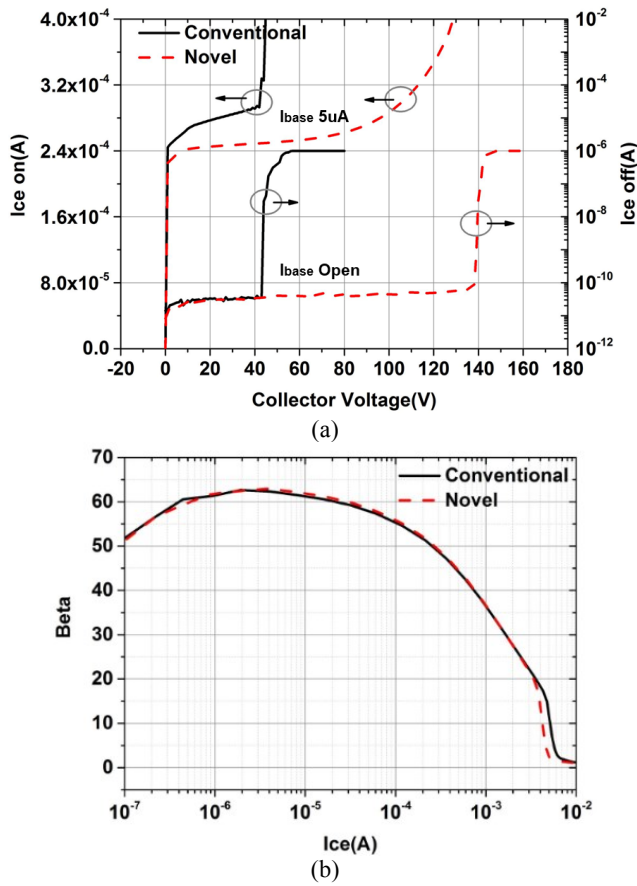 Conventional
Novel
Ibase 5uA
Ibase Open
4.0x10⁻⁴
3.2x10⁻⁴
2.4x10⁻⁴
1.6x10⁻⁴
8.0x10⁻⁵
0.0
Ice on(A)
10⁻²
10⁻⁴
10⁻⁶
10⁻⁸
10⁻¹⁰
10⁻¹²
Ice off(A)
-20 0 20 40 60 80 100 120 140 160 180
Collector Voltage(V)
(a)
Conventional
Novel
70
60
50
40
30
20
10
0
Beta
10⁻⁷ 10⁻⁶ 10⁻⁵ 10⁻⁴ 10⁻³ 10⁻²
Ice(A)
(b)